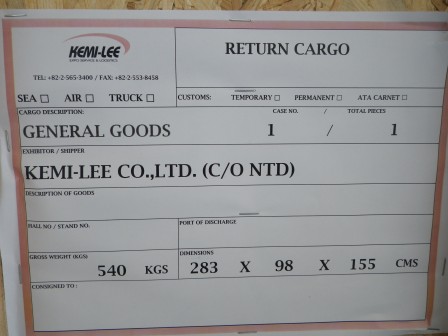 KEMI-LEE
EXPO SERVICE & LOGISTICS
RETURN CARGO
TEL: +82-2-565-3400 / FAX: +82-2-553-8458
SEA □ AIR □ TRUCK □
CUSTOMS: TEMPORARY □ PERMANENT □ ATA CARNET □
CARGO DESCRIPTION: CASE NO. / TOTAL PIECES
GENERAL GOODS 1 / 1
EXHIBITOR / SHIPPER
KEMI-LEE CO.,LTD. (C/O NTD)
DESCRIPTION OF GOODS
HALL NO / STAND NO. PORT OF DISCHARGE
GROSS WEIGHT (KGS) DIMENSIONS
540 KGS 283 X 98 X 155 CMS
CONSIGNED TO :